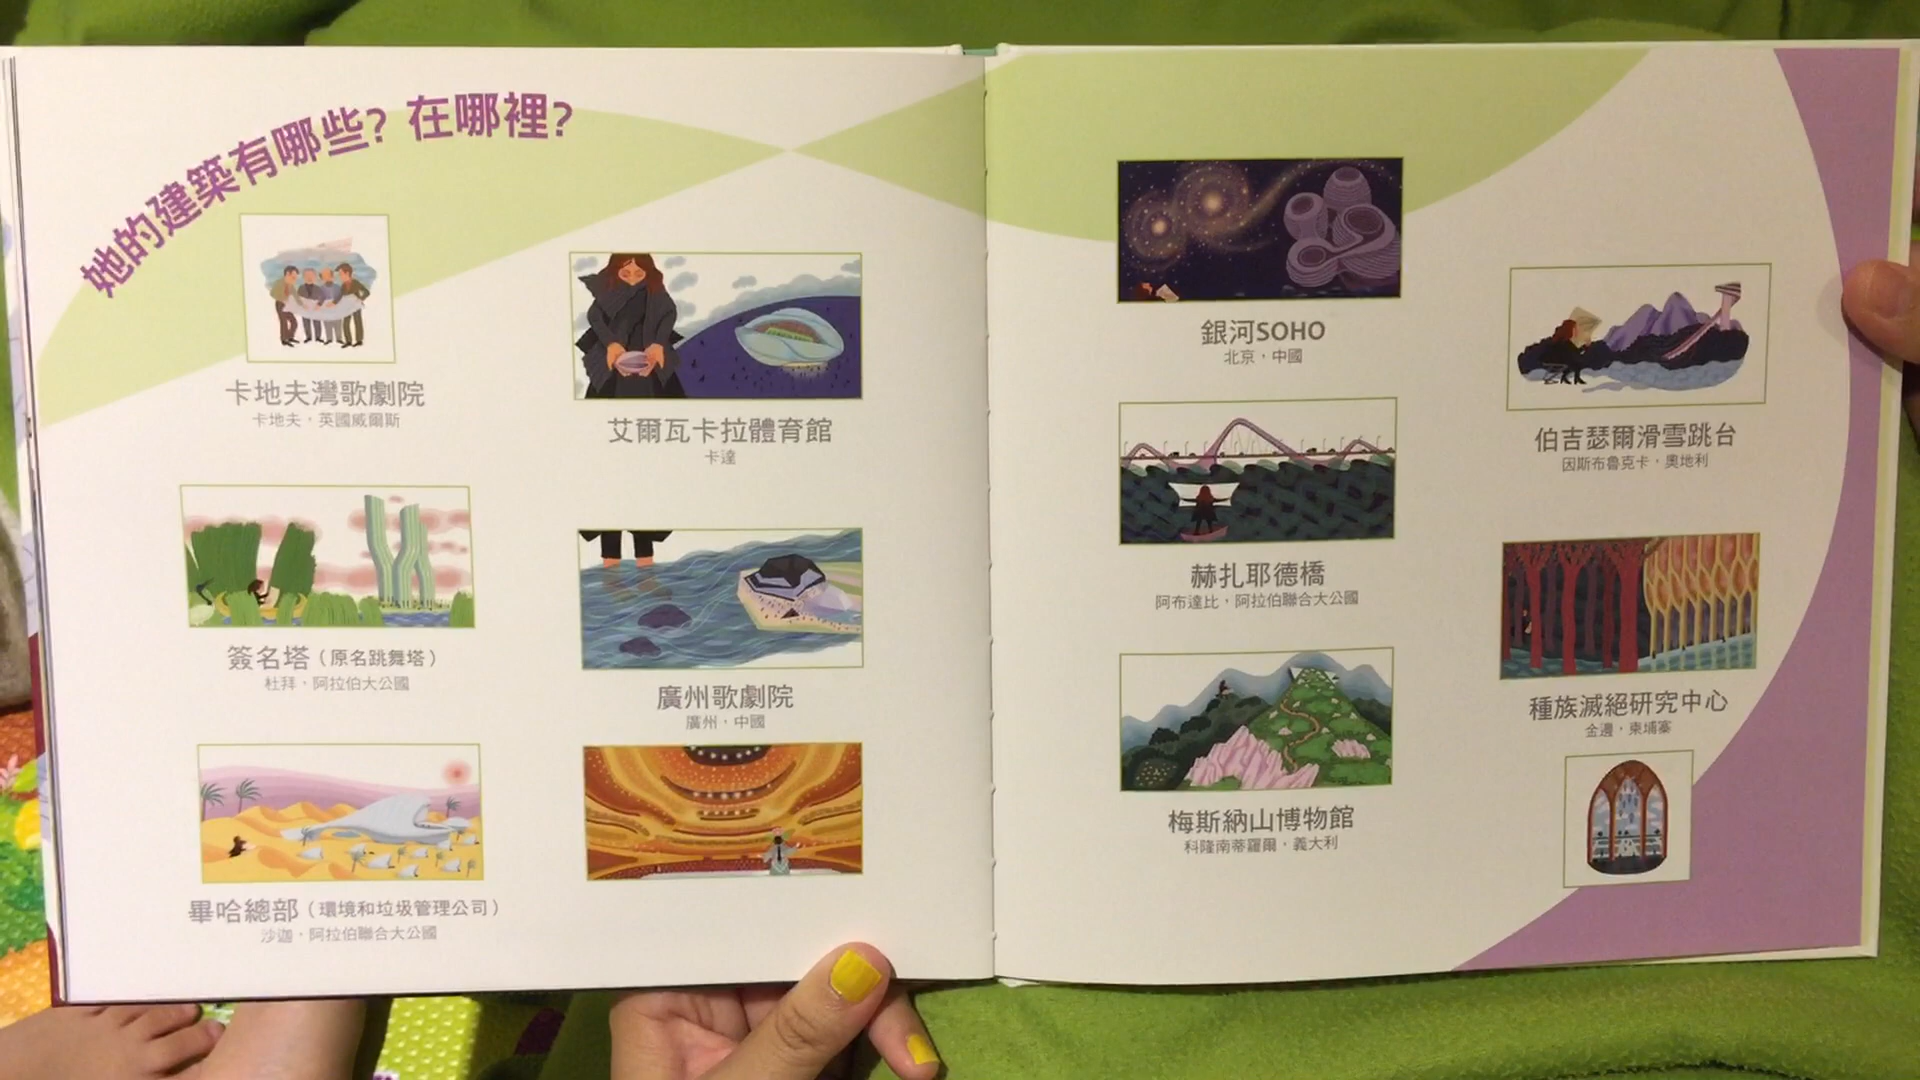 她的建築有哪些？在哪裡？
卡地夫灣歌劇院
卡地夫，英國威爾斯
艾爾瓦卡拉體育館
卡達
簽名塔（原名跳舞塔）
杜拜，阿拉伯大公國
廣州歌劇院
廣州，中國
畢哈總部（環境和垃圾管理公司）
沙迦，阿拉伯聯合大公國
銀河SOHO
北京，中國
伯吉瑟爾滑雪跳台
因斯布魯克卡，奧地利
赫扎耶德橋
阿布達比，阿拉伯聯合大公國
種族滅絕研究中心
金邊，柬埔寨
梅斯納山博物館
科隆南蒂羅爾，義大利